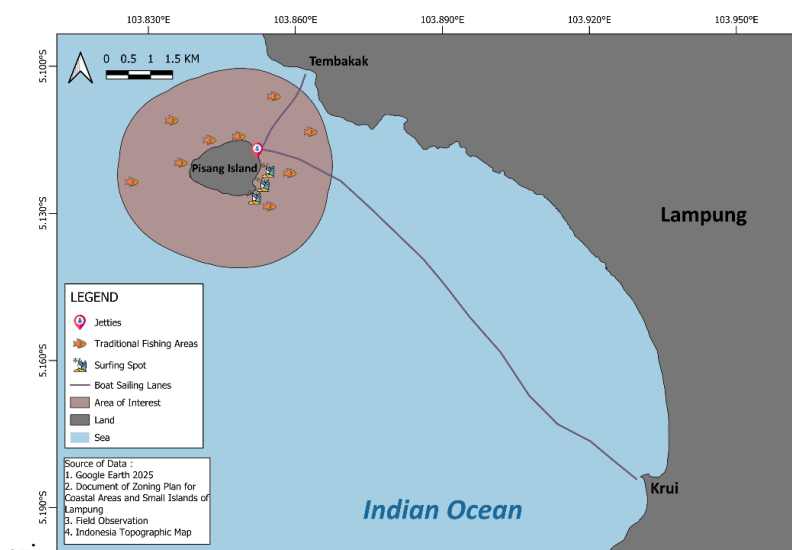 103.830°E 103.860°E 103.890°E 103.920°E 103.950°E
5.100°S
5.130°S
5.160°S
5.190°S
0 0.5 1 1.5 KM
Tembakak
Pisang Island
Lampung
Krui
Indian Ocean
LEGEND
Jetties
Traditional Fishing Areas
Surfing Spot
Boat Sailing Lanes
Area of Interest
Land
Sea
Source of Data :
1. Google Earth 2025
2. Document of Zoning Plan for
Coastal Areas and Small Islands of
Lampung
3. Field Observation
4. Indonesia Topographic Map